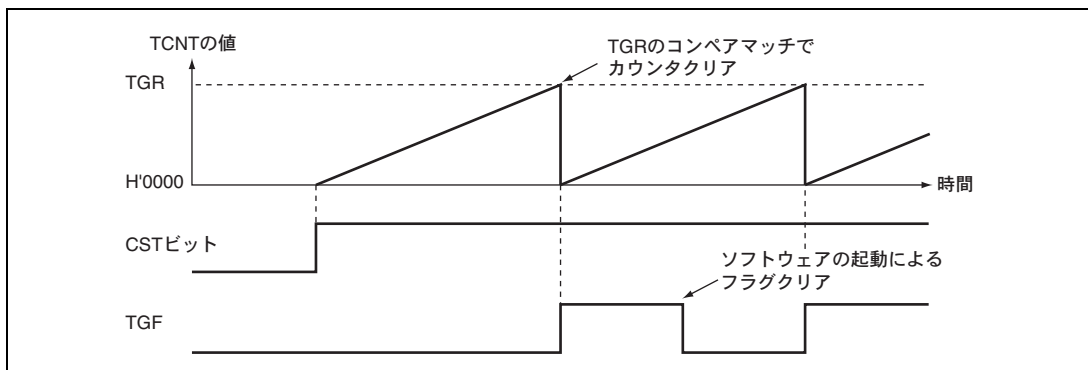 TCNTの値
TGRのコンペアマッチで
カウンタクリア
TGR
H'0000
時間
CSTビット
ソフトウェアの起動による
フラグクリア
TGF